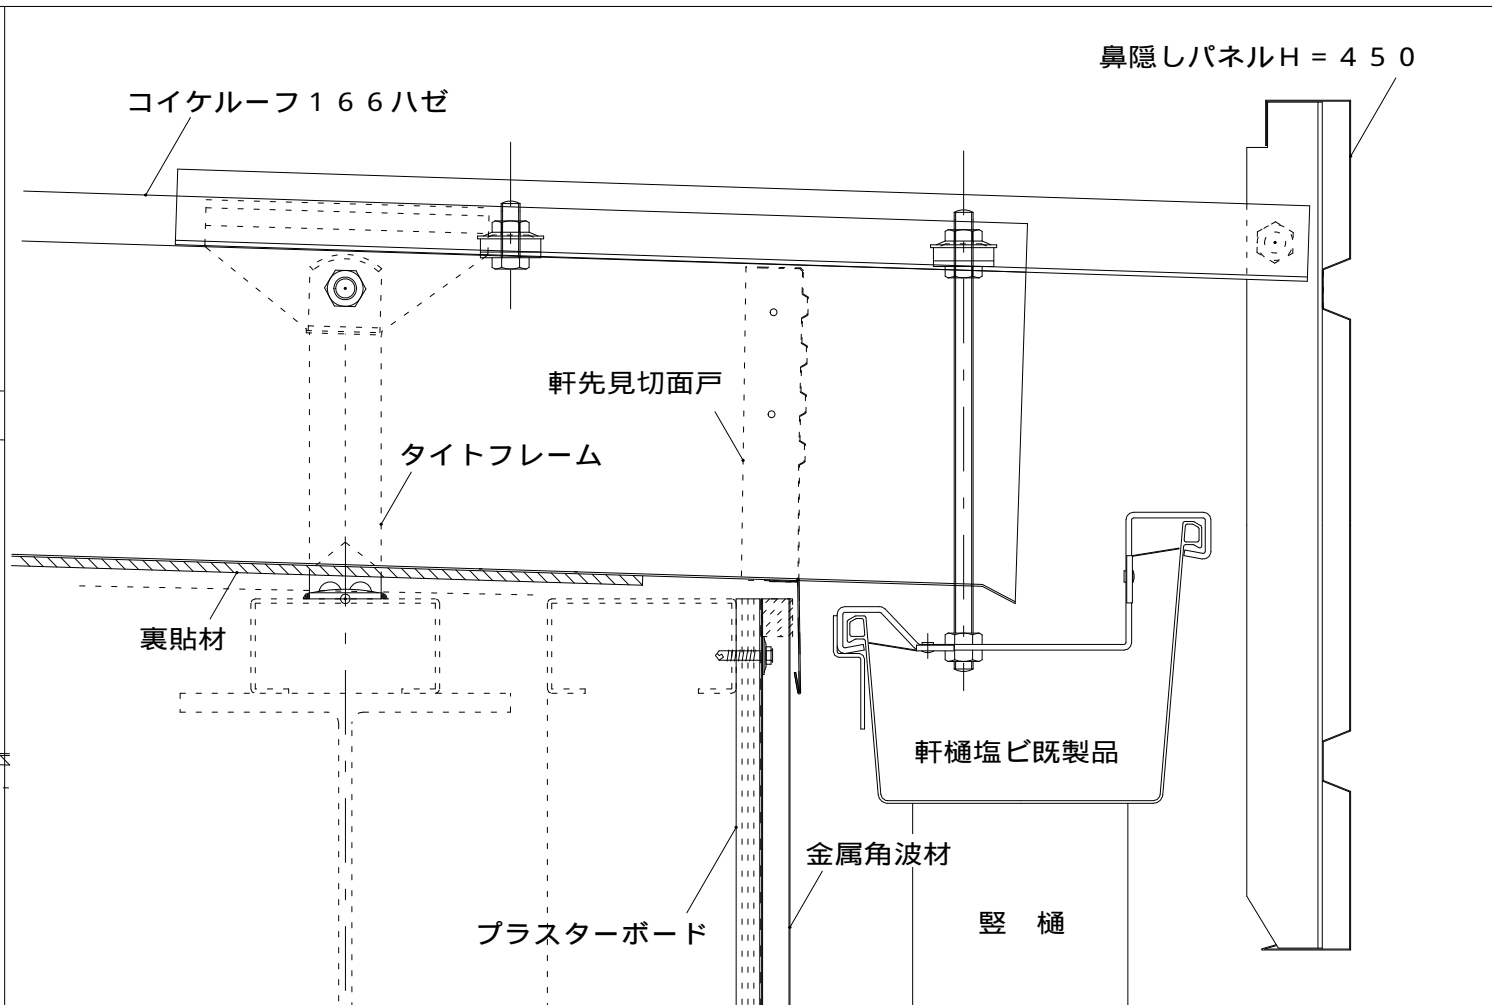 鼻隠しパネルH=450
コイケルーフ166ハゼ
軒先見切面戸
タイトフレーム
裏貼材
軒樋塩ビ既製品
金属角波材
プラスターボード
竪 樋